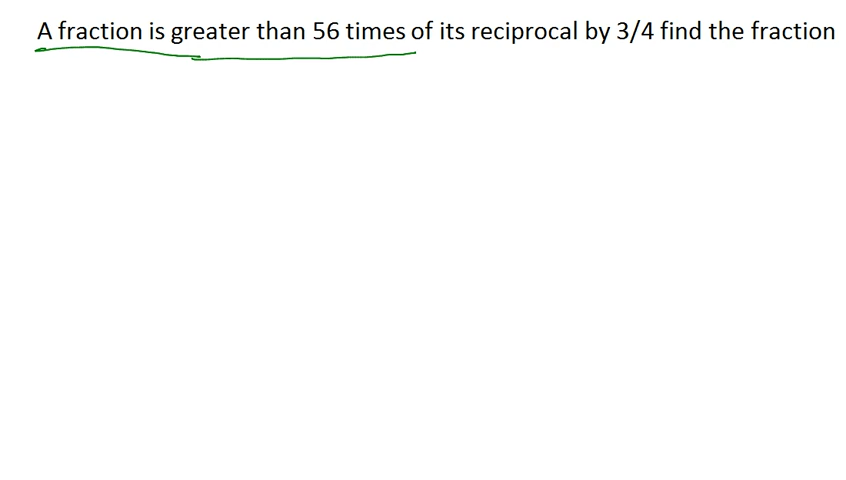 A fraction is greater than 56 times of its reciprocal by 3/4 find the fraction